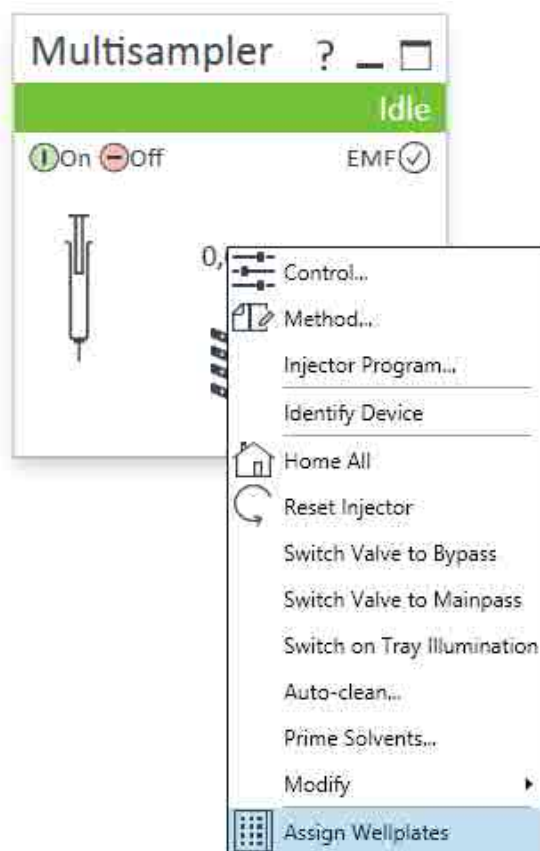 Multisampler ?
Idle
On Off EMF
0,
Control...
Method...
Injector Program...
Identify Device
Home All
Reset Injector
Switch Valve to Bypass
Switch Valve to Mainpass
Switch on Tray Illumination
Auto-clean...
Prime Solvents...
Modify
Assign Wellplates